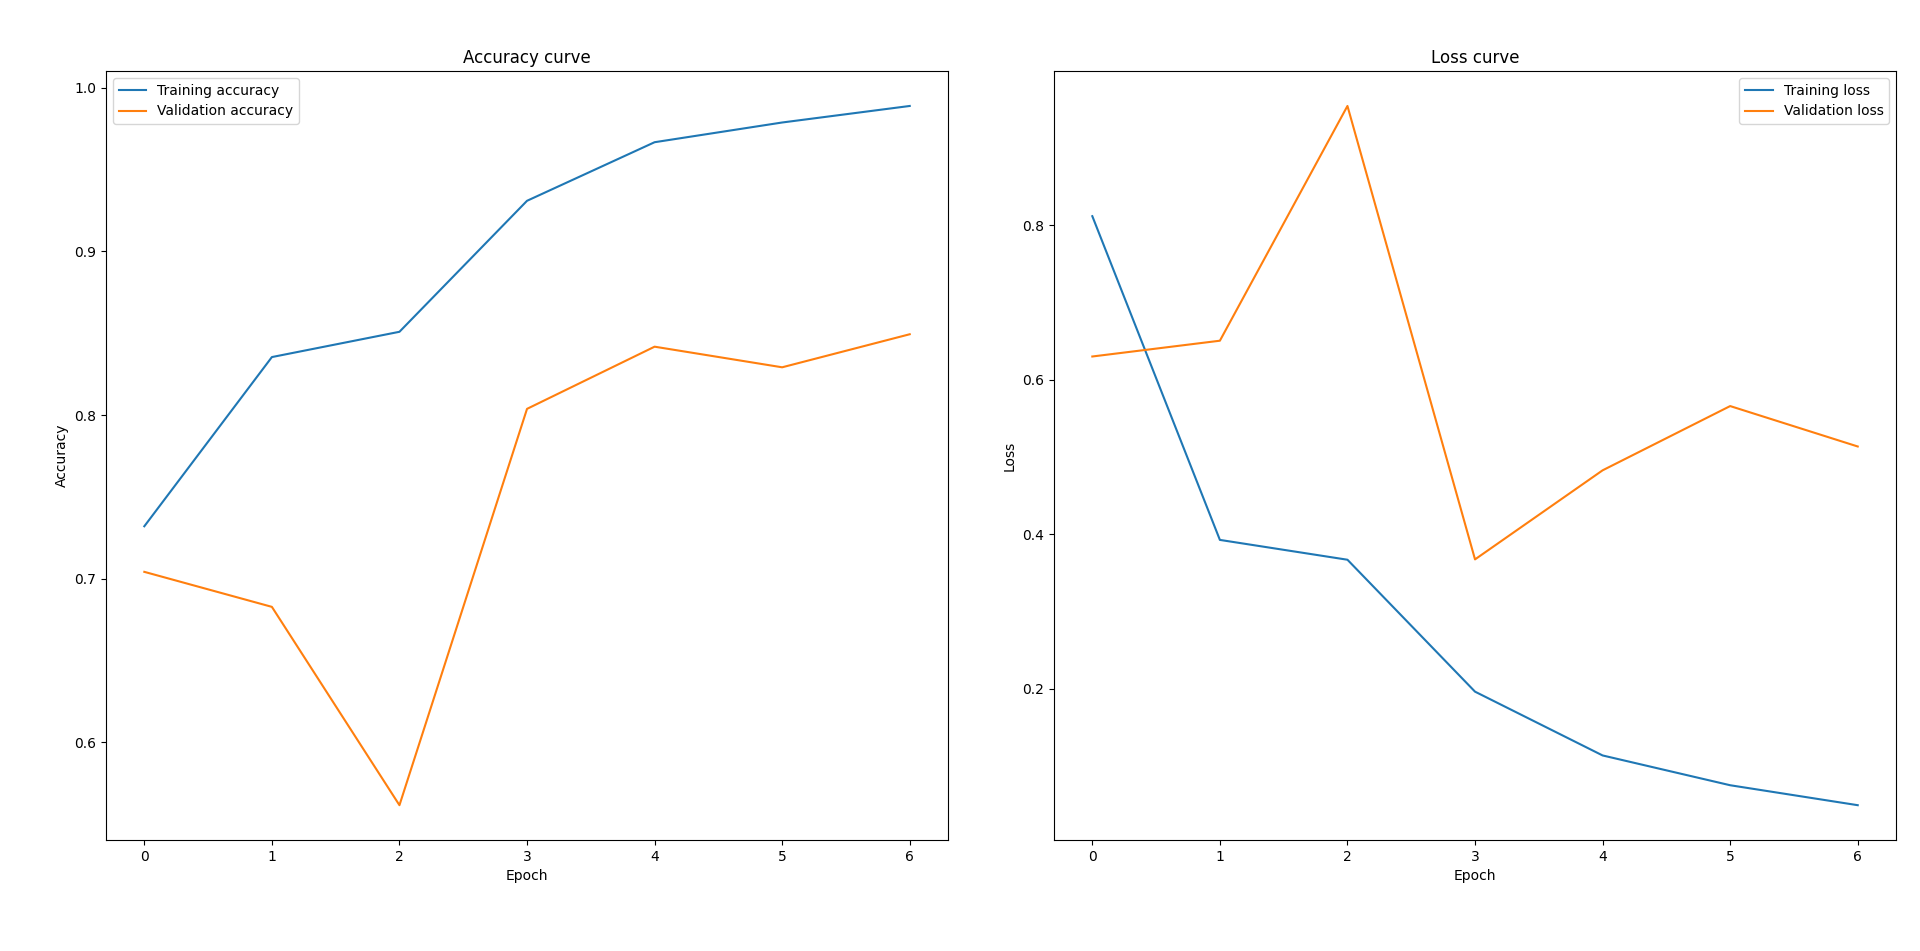 Accuracy curve
Training accuracy
Validation accuracy
1.0
0.9
0.8
0.7
0.6
Accuracy
0 1 2 3 4 5 6
Epoch
Loss curve
Training loss
Validation loss
0.8
0.6
0.4
0.2
Loss
0 1 2 3 4 5 6
Epoch